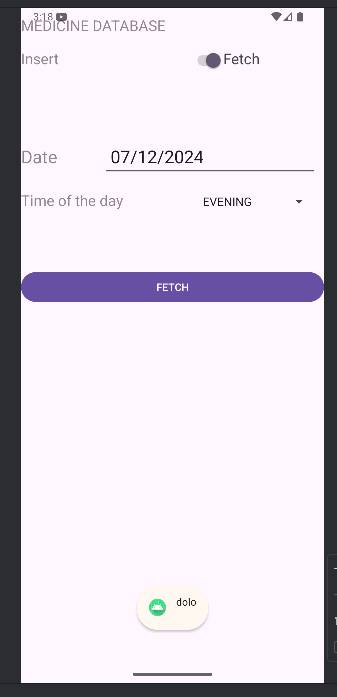 3:18
MEDICINE DATABASE
Insert Fetch
Date 07/12/2024
Time of the day EVENING
FETCH
dolo